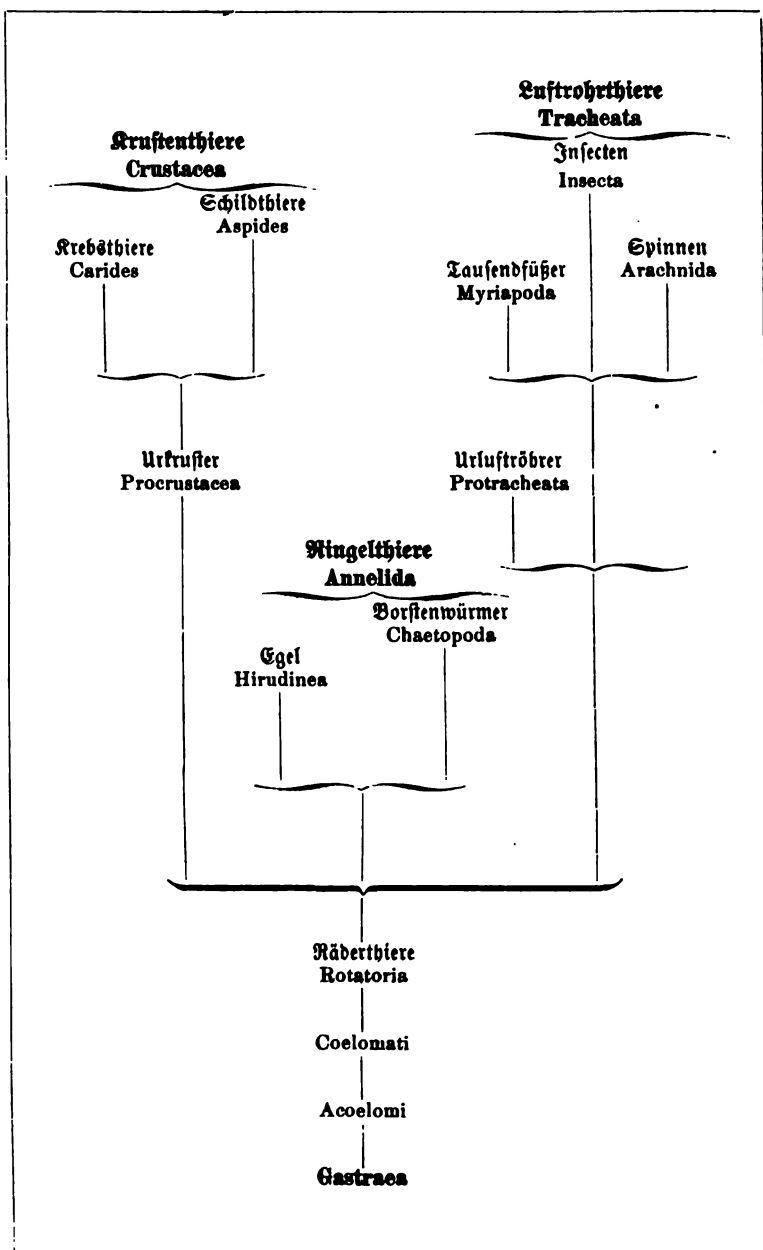 Luftrohrthiere
Tracheata
Krustenthiere
Crustacea
Insecten
Insecta
Schildthiere
Aspides
Krebsthiere
Carides
Tausendfüßer
Myriapoda
Spinnen
Arachnida
Urkruster
Procrustacea
Urluftröhrer
Protracheata
Ringelthiere
Annelida
Borstenwürmer
Chaetopoda
Egel
Hirudinea
Räderthiere
Rotatoria
Coelomati
Acoelomi
Gastraea